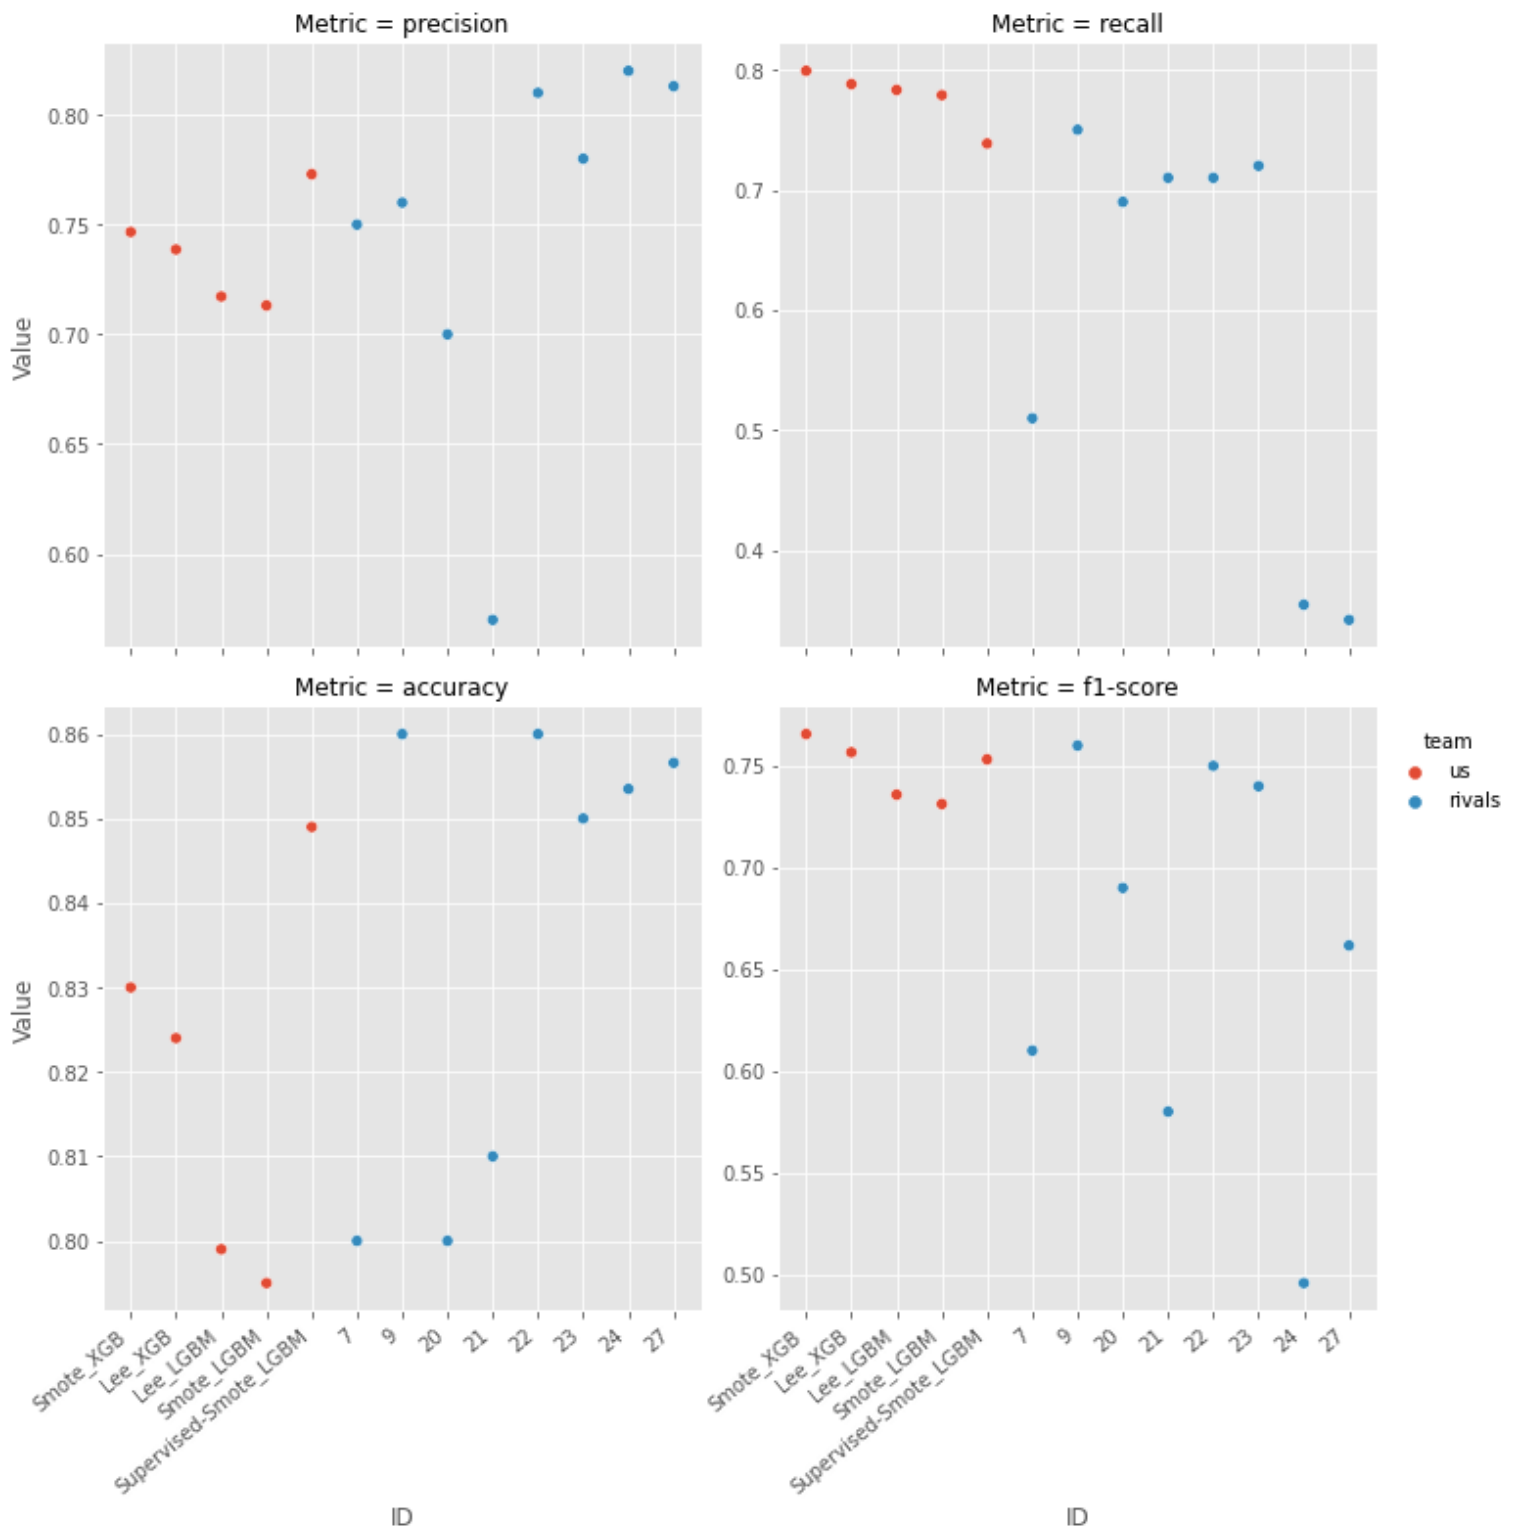 Metric = precision
Metric = recall
0.80
0.75
0.70
0.65
0.60
Value
0.8
0.7
0.6
0.5
0.4
Metric = accuracy
Metric = f1-score
0.86
0.85
0.84
0.83
0.82
0.81
0.80
Value
0.75
0.70
0.65
0.60
0.55
0.50
team
us
rivals
Smote_XGB
Lee_XGB
Lee_LGBM
Smote_LGBM
Supervised-Smote_LGBM
7
9
20
21
22
23
24
27
ID
Smote_XGB
Lee_XGB
Lee_LGBM
Smote_LGBM
Supervised-Smote_LGBM
7
9
20
21
22
23
24
27
ID